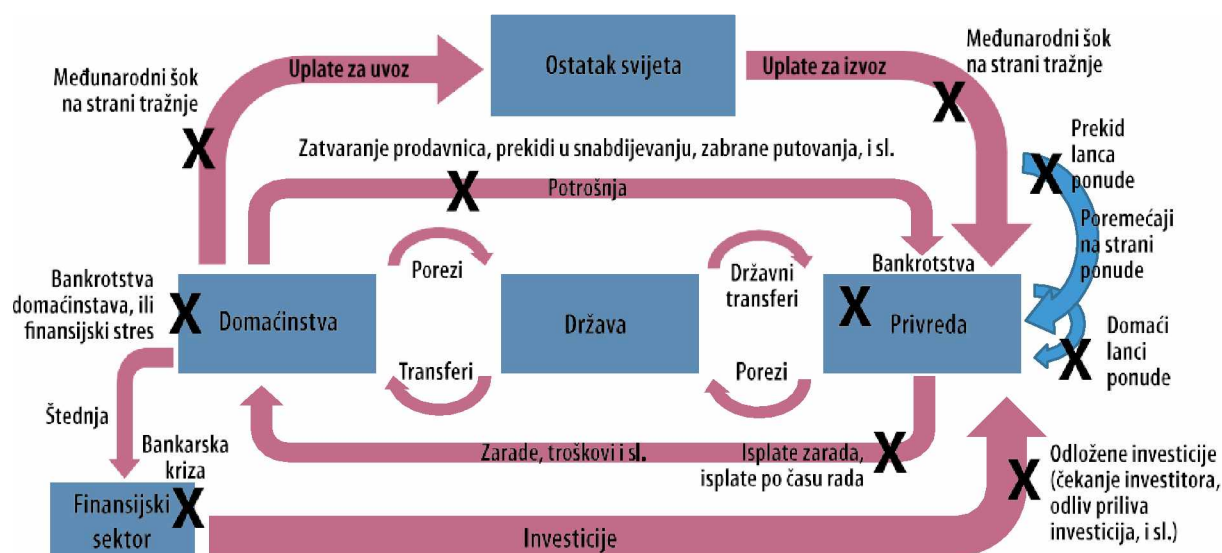 Međunarodni šok
na strani tražnje
Uplate za uvoz
Ostatak svijeta
Uplate za izvoz
Međunarodni šok
na strani tražnje
X
X
Zatvaranje prodavnica, prekidi u snabdijevanju, zabrane putovanja, i sl.
Prekid
lanca
ponude
X
X
Potrošnja
Poremećaji
na strani
ponude
Bankrotstva
domaćinstava, ili
finansijski stres
X
Domaćinstva
Porezi
Transferi
Država
Državni
transferi
Porezi
Bankrotstva
X
Privreda
Domaći
lanci
ponude
X
Štednja
Bankarska
kriza
Zarade, troškovi i sl.
Isplate zarada,
isplate po času rada
X
Odložene investicije
(čekanje investitora,
odliv priliva
investicija, i sl.)
X
Finansijski
sektor
X
Investicije